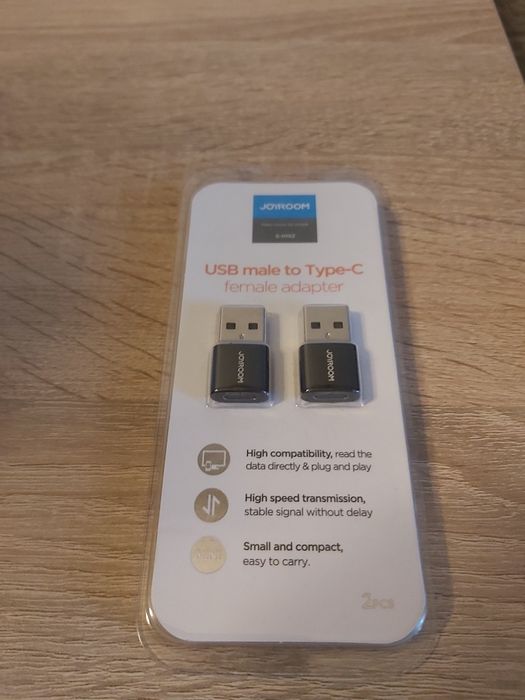 JOYROOM
USB male to Type-C
female adapter
JOYROOM
JOYROOM
High compatibility, read the
data directly & plug and play
High speed transmission,
stable signal without delay
Small and compact,
easy to carry.
2PCS